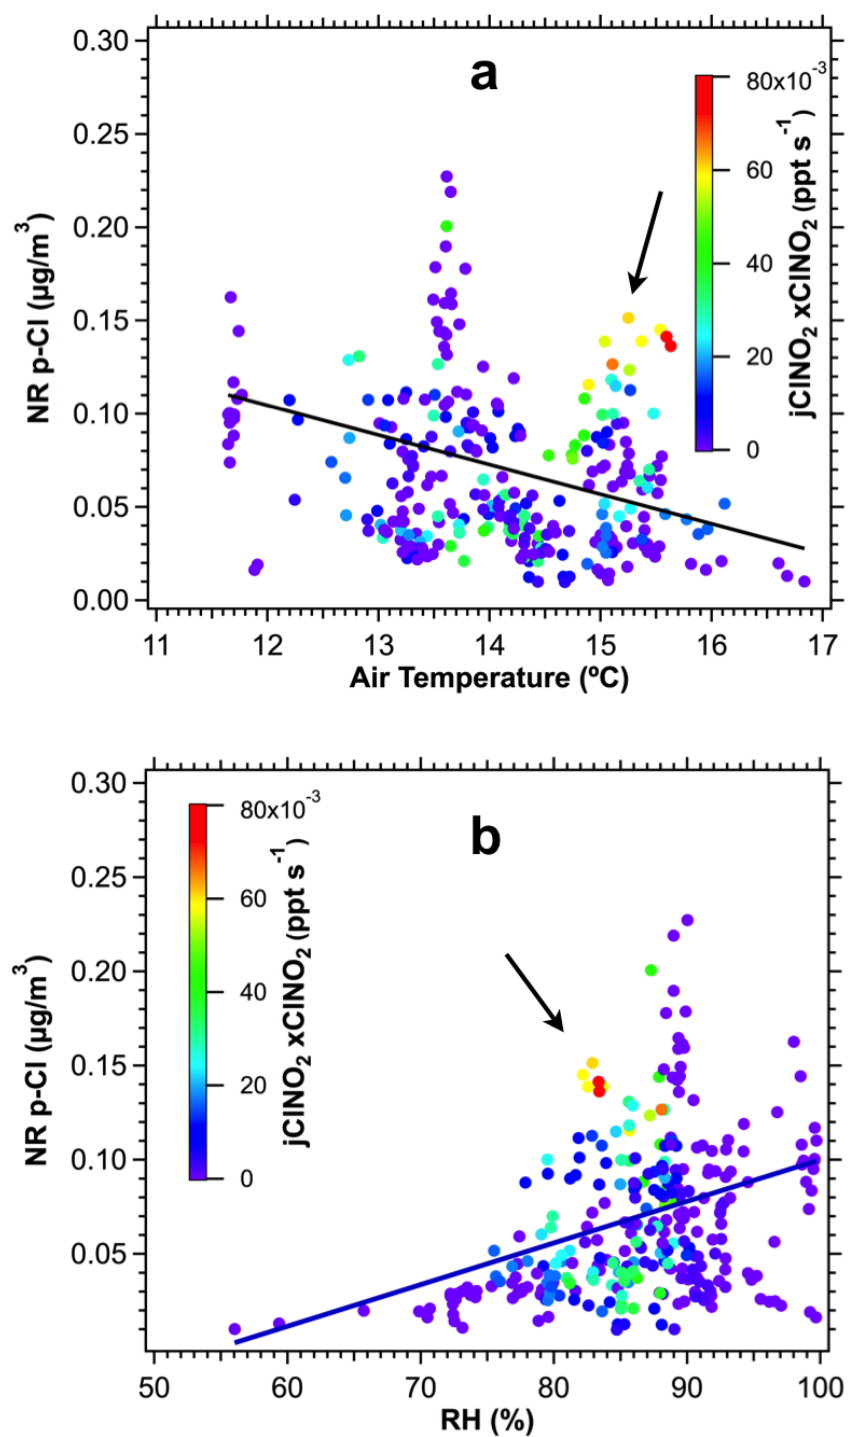 a
0.30
0.25
0.20
0.15
0.10
0.05
0.00
NR p-Cl (µg/m³)
11 12 13 14 15 16 17
Air Temperature (ºC)
80x10⁻³
60
40
20
0
jClNO₂ xClNO₂ (ppt s⁻¹)
b
0.30
0.25
0.20
0.15
0.10
0.05
NR p-Cl (µg/m³)
50 60 70 80 90 100
RH (%)
80x10⁻³
60
40
20
0
jClNO₂ xClNO₂ (ppt s⁻¹)